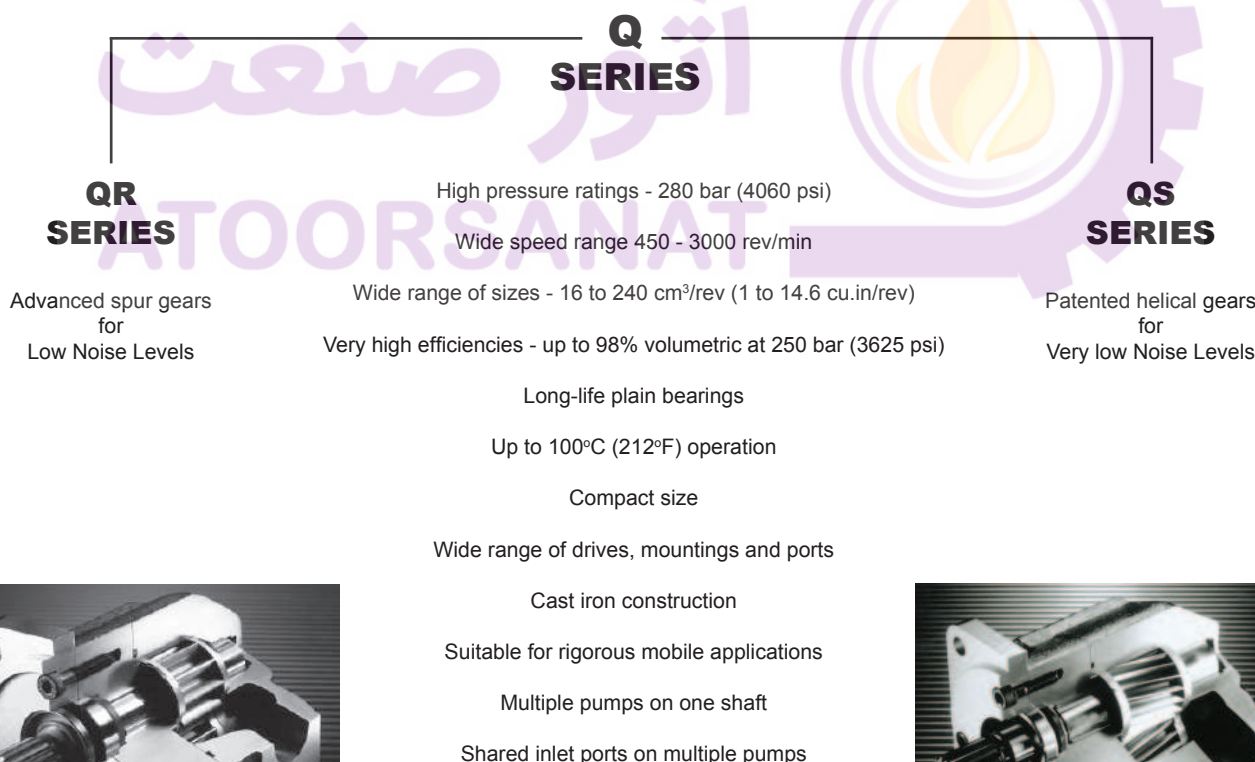 Q
SERIES
اتور صنعت
ATOORSANAT
QR
SERIES
Advanced spur gears
for
Low Noise Levels
High pressure ratings - 280 bar (4060 psi)
Wide speed range 450 - 3000 rev/min
Wide range of sizes - 16 to 240 cm³/rev (1 to 14.6 cu.in/rev)
Very high efficiencies - up to 98% volumetric at 250 bar (3625 psi)
Long-life plain bearings
Up to 100ºC (212ºF) operation
Compact size
Wide range of drives, mountings and ports
Cast iron construction
Suitable for rigorous mobile applications
Multiple pumps on one shaft
Shared inlet ports on multiple pumps
QS
SERIES
Patented helical gears
for
Very low Noise Levels